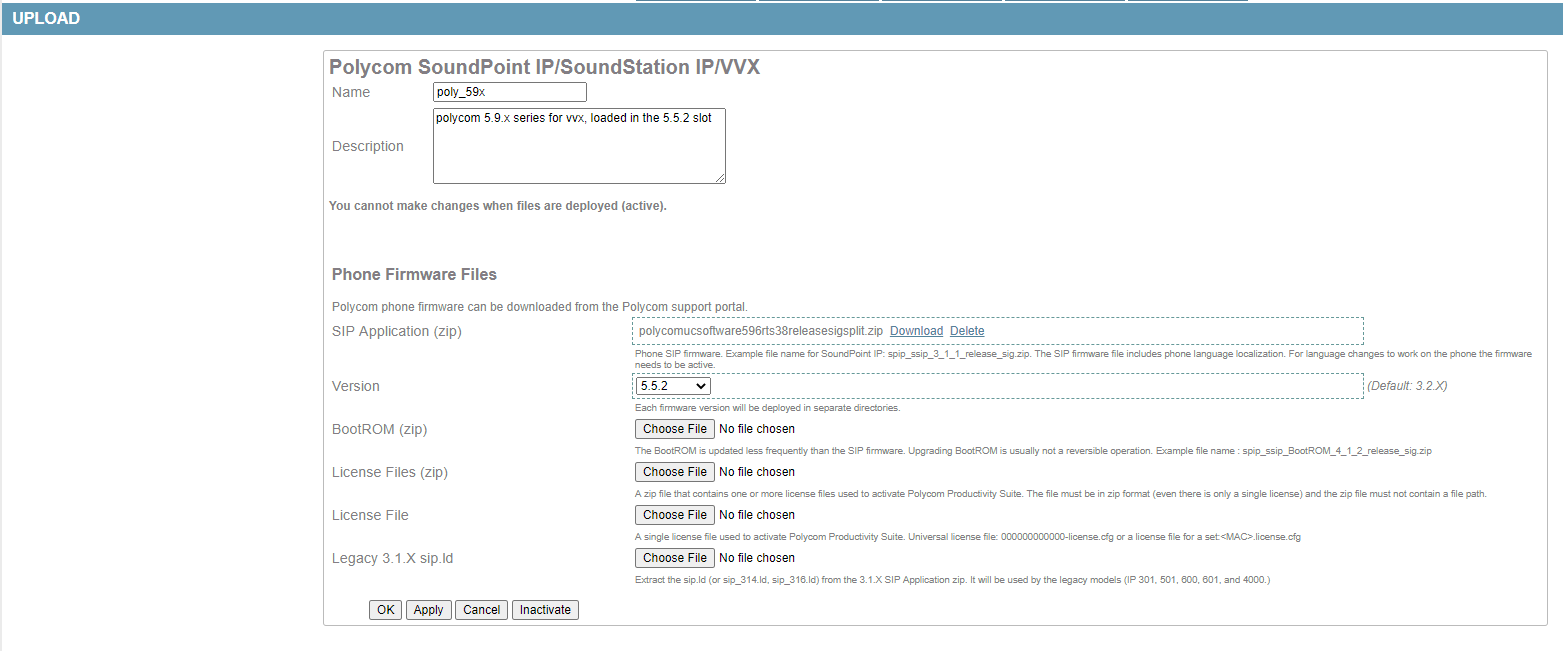 UPLOAD
Polycom SoundPoint IP/SoundStation IP/VVX
Name poly_59x
polycom 5.9.x series for vvx, loaded in the 5.5.2 slot
Description
You cannot make changes when files are deployed (active).
Phone Firmware Files
Polycom phone firmware can be downloaded from the Polycom support portal.
SIP Application (zip) polycomucsoftware596rts38releasesigsplit.zip Download Delete
Phone SIP firmware. Example file name for SoundPoint IP: spip_ssip_3_1_1_release_sig.zip. The SIP firmware file includes phone language localization. For language changes to work on the phone the firmware
needs to be active.
Version 5.5.2 (Default: 3.2.X)
Each firmware version will be deployed in separate directories.
BootROM (zip) Choose File No file chosen
The BootROM is updated less frequently than the SIP firmware. Upgrading BootROM is usually not a reversible operation. Example file name : spip_ssip_BootROM_4_1_2_release_sig.zip
License Files (zip) Choose File No file chosen
A zip file that contains one or more license files used to activate Polycom Productivity Suite. The file must be in zip format (even there is only a single license) and the zip file must not contain a file path.
License File Choose File No file chosen
A single license file used to activate Polycom Productivity Suite. Universal license file: 000000000000-license.cfg or a license file for a set:<MAC>.license.cfg
Legacy 3.1.X sip.ld Choose File No file chosen
Extract the sip.ld (or sip_314.ld, sip_316.ld) from the 3.1.X SIP Application zip. It will be used by the legacy models (IP 301, 501, 600, 601, and 4000.)
OK Apply Cancel Inactivate